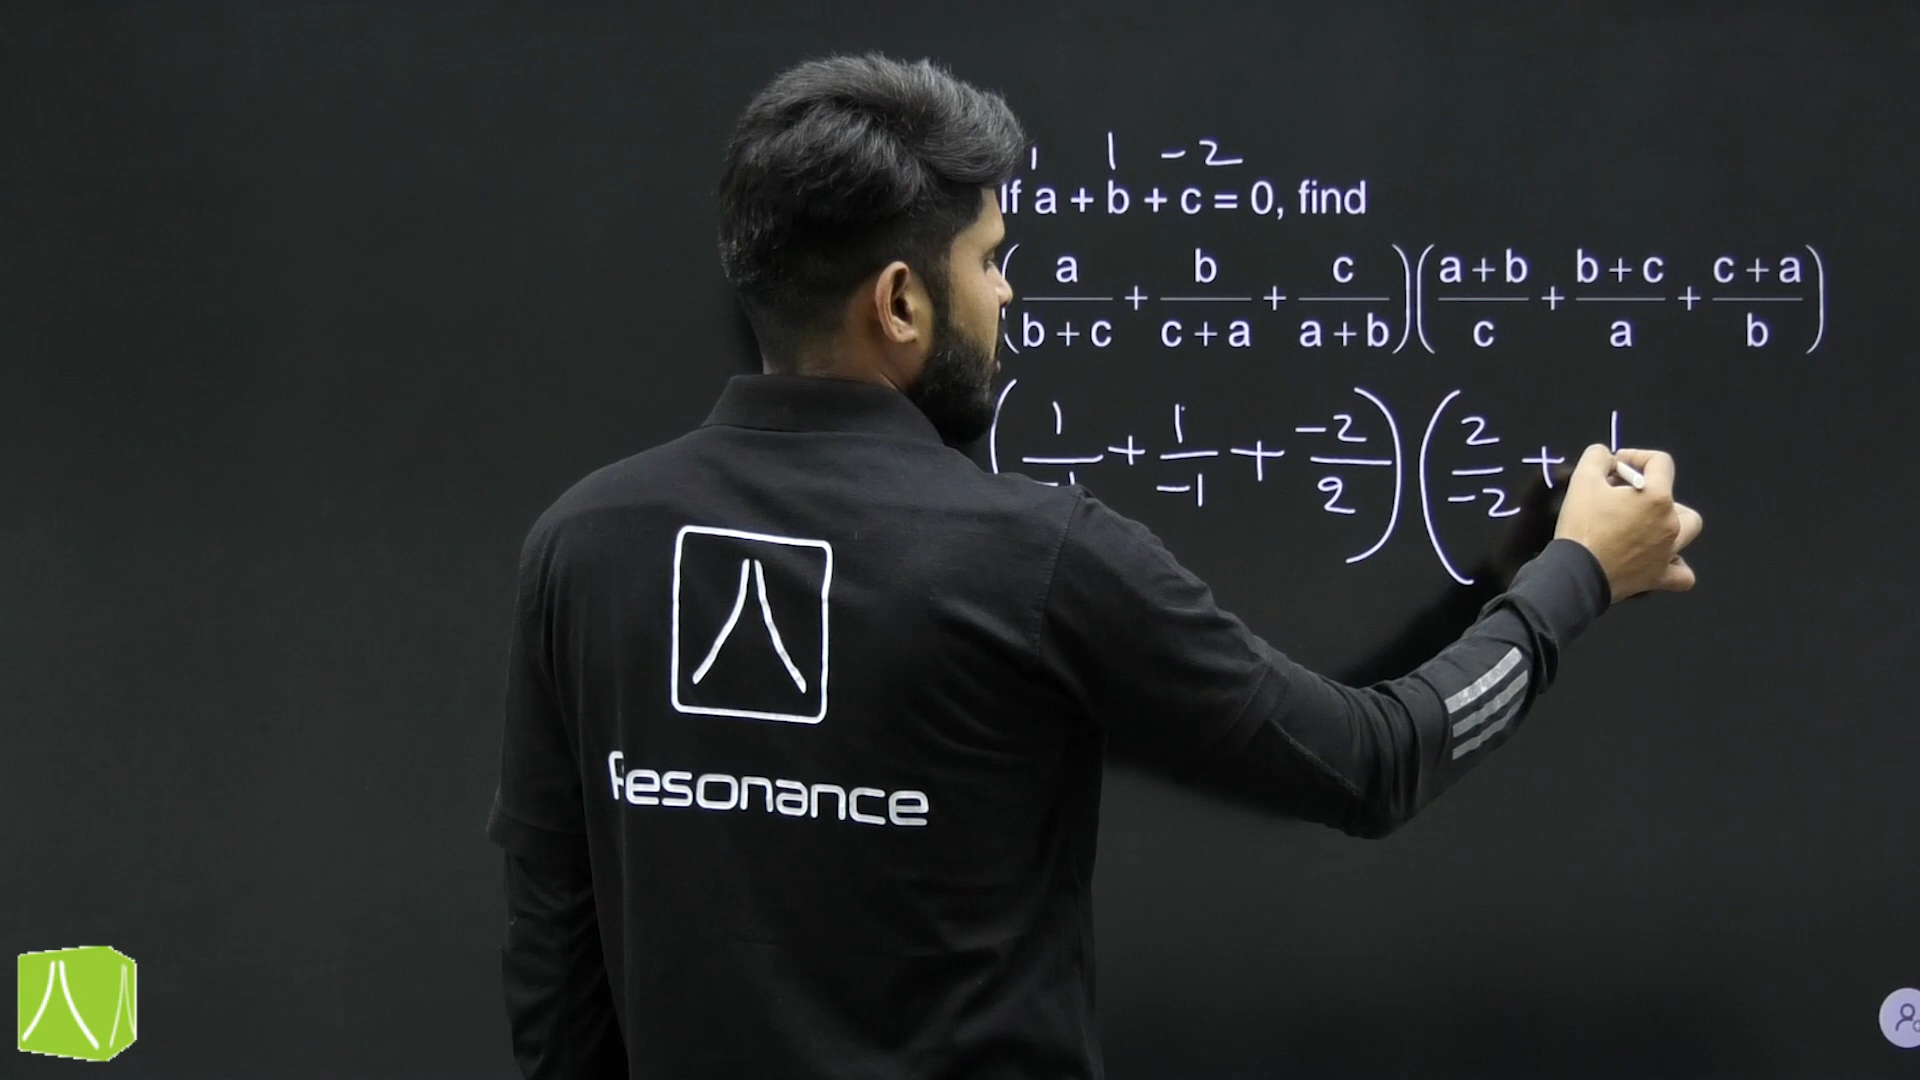 1 1 -2
If a + b + c = 0, find
(a/(b + c) + b/(c + a) + c/(a + b)) ((a + b)/c + (b + c)/a + (c + a)/b)
(1/-1 + 1/-1 + -2/2) (2/-2 + 1
Resonance